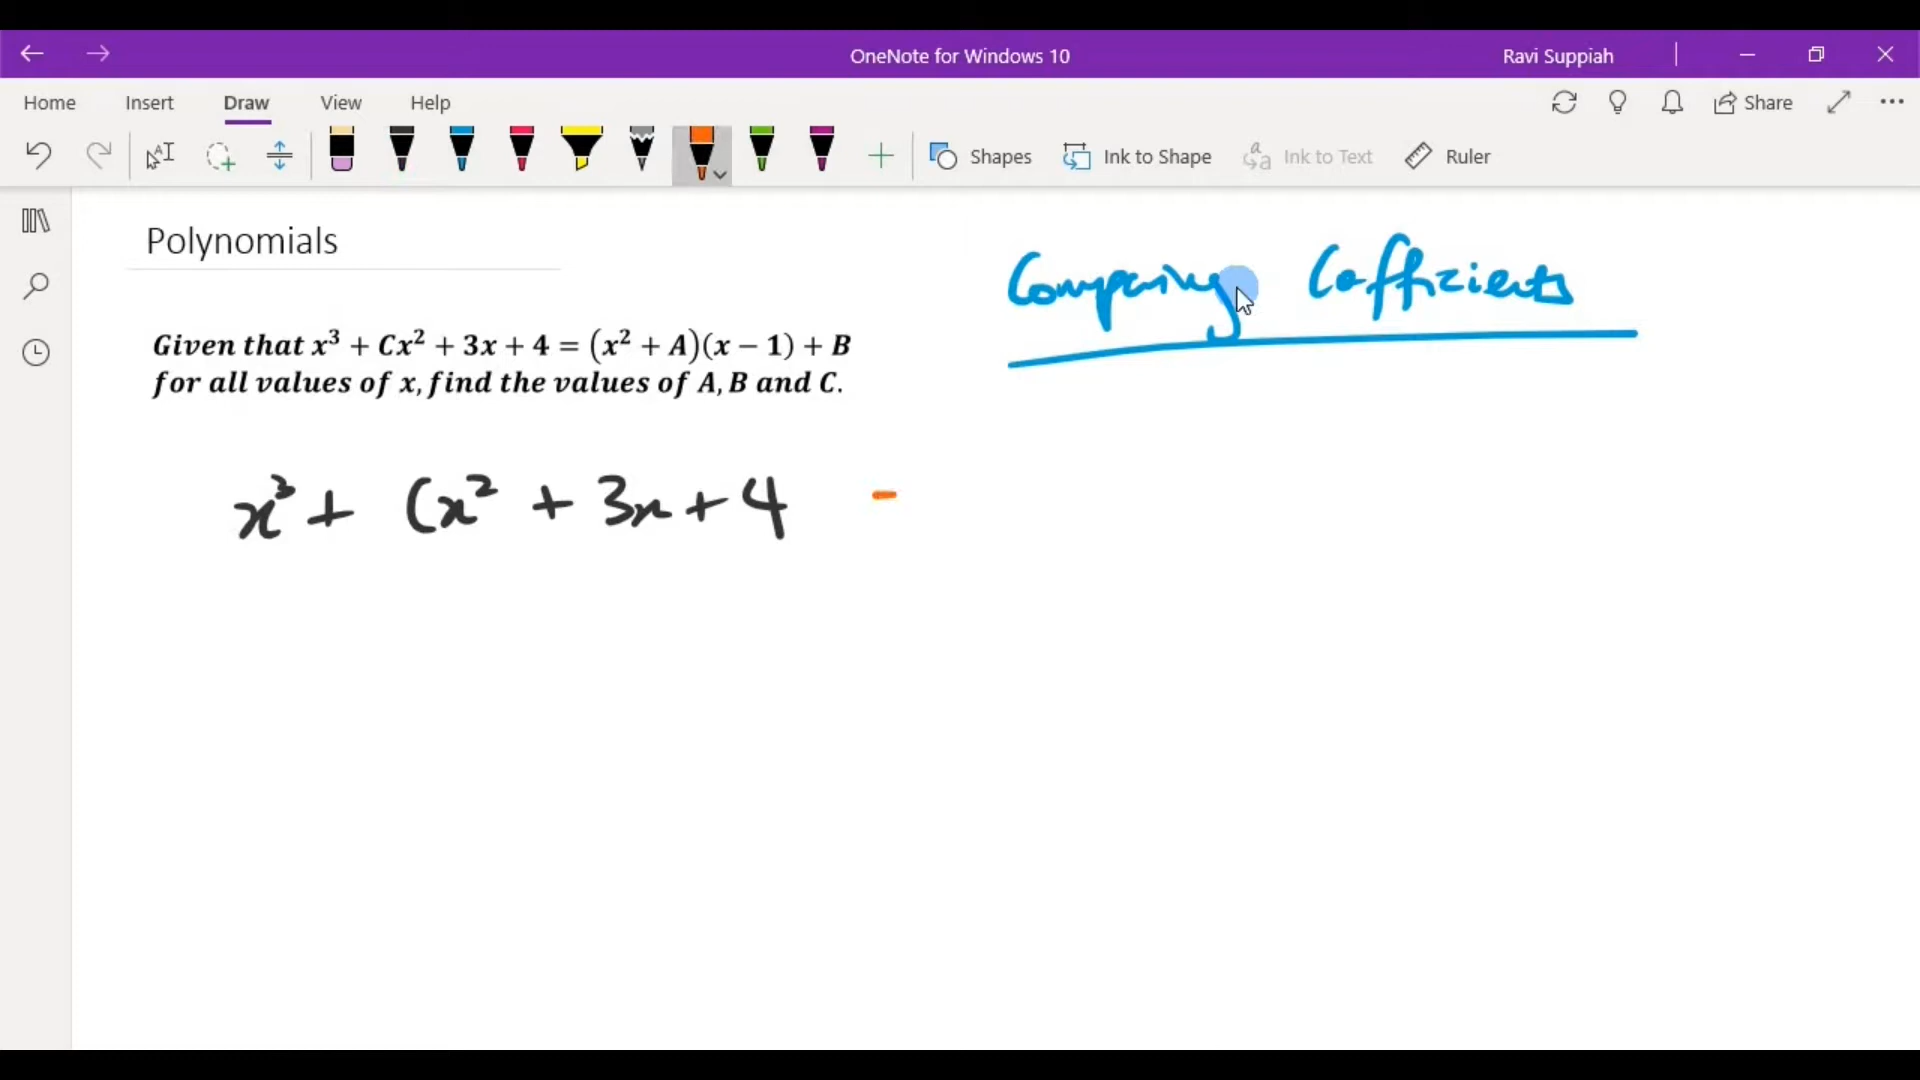 OneNote for Windows 10
Ravi Suppiah
Home Insert Draw View Help
Share
Shapes Ink to Shape Ink to Text Ruler
Polynomials
Comparing Cofficients
Given that x³ + Cx² + 3x + 4 = (x² + A)(x − 1) + B
for all values of x, find the values of A, B and C.
x³ + Cx² + 3x + 4 -